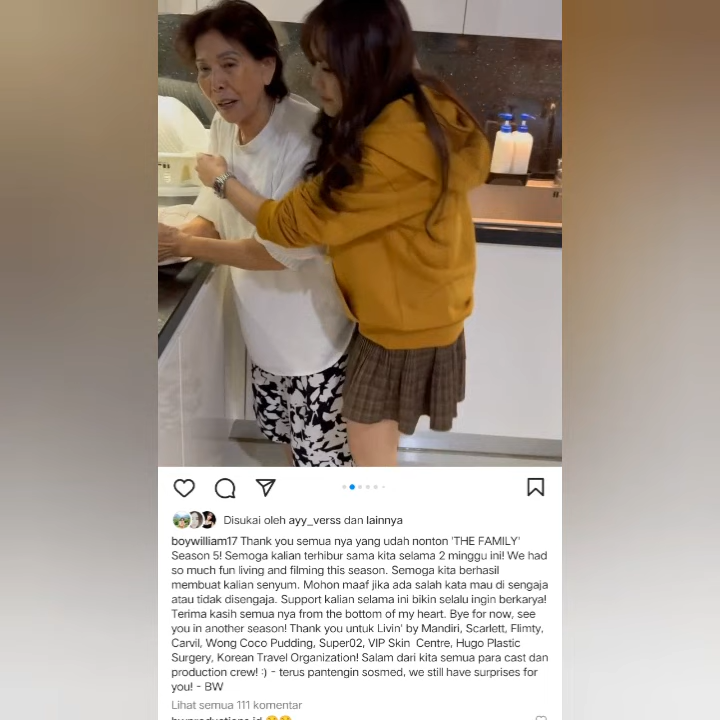 Disukai oleh ayy_verss dan lainnya
boywilliam17 Thank you semua nya yang udah nonton 'THE FAMILY'
Season 5! Semoga kalian terhibur sama kita selama 2 minggu ini! We had
so much fun living and filming this season. Semoga kita berhasil
membuat kalian senyum. Mohon maaf jika ada salah kata mau di sengaja
atau tidak disengaja. Support kalian selama ini bikin selalu ingin berkarya!
Terima kasih semua nya from the bottom of my heart. Bye for now, see
you in another season! Thank you untuk Livin' by Mandiri, Scarlett, Flimty,
Carvil, Wong Coco Pudding, Super02, VIP Skin Centre, Hugo Plastic
Surgery, Korean Travel Organization! Salam dari kita semua para cast dan
production crew! :) - terus pantengin sosmed, we still have surprises for
you! - BW
Lihat semua 111 komentar